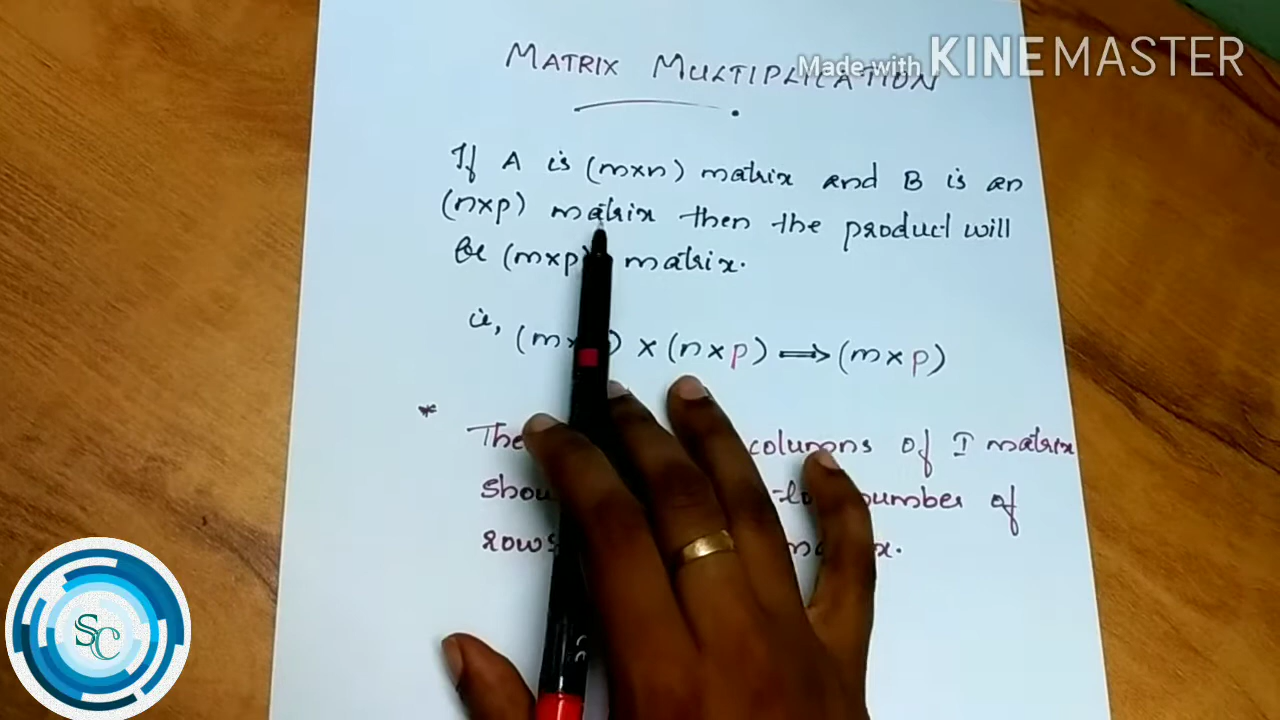 MATRIX MULTIPLICATION
Made with KINEMASTER
If A is (m×n) matrix and B is an
(n×p) matrix then the product will
be (m×p) matrix.
ie, (m× ) × (n×p) ⟹ (m×p)
* The columns of I matrix
number of
rows
SC